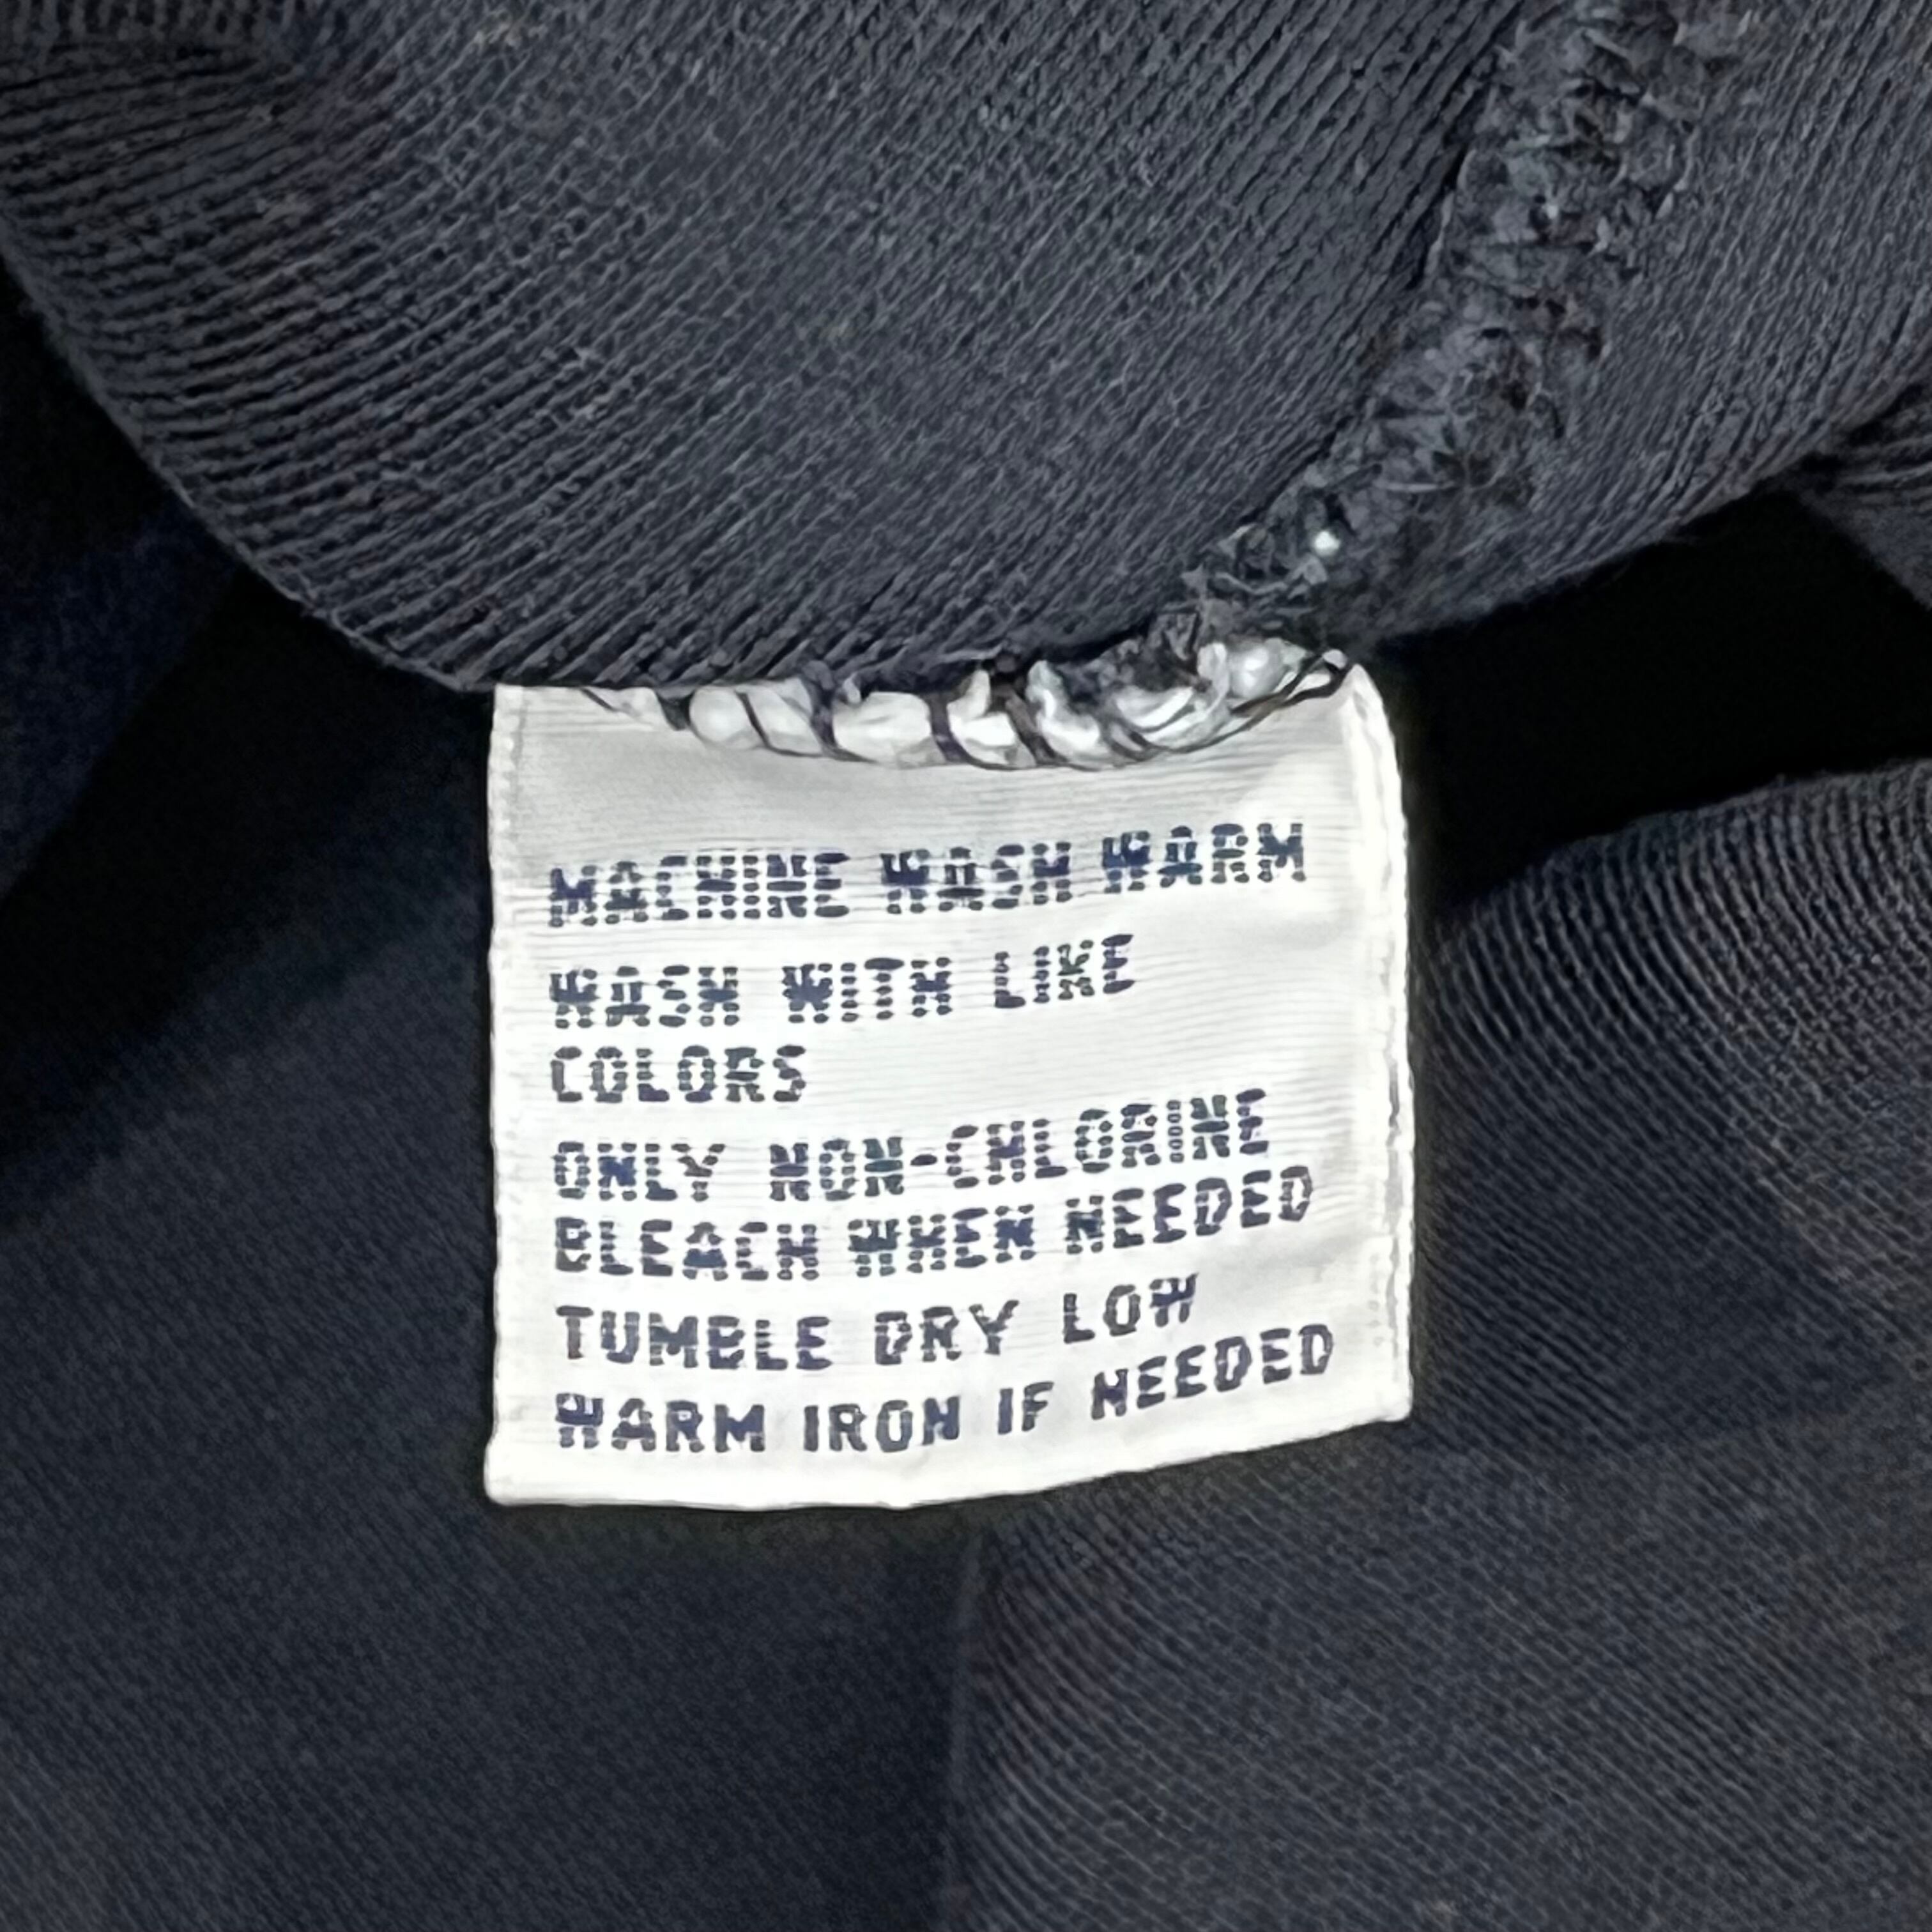 MACHINE WASH WARM
WASH WITH LIKE
COLORS
ONLY NON-CHLORINE
BLEACH WHEN NEEDED
TUMBLE DRY LOW
WARM IRON IF NEEDED